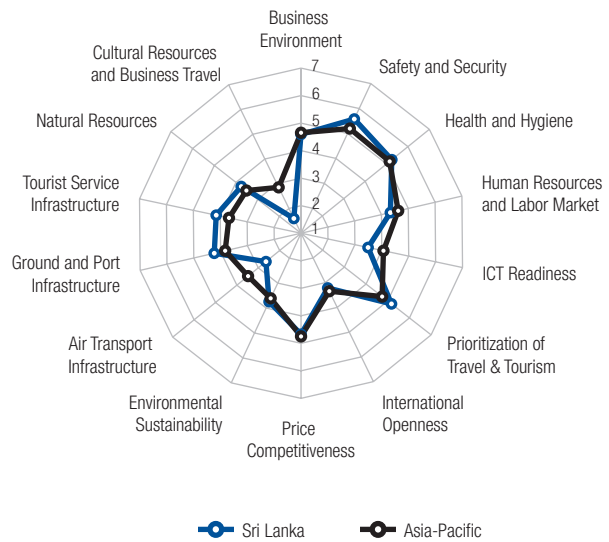 Business
Environment
Cultural Resources
and Business Travel
7
Safety and Security
6
Natural Resources
5
Health and Hygiene
4
Tourist Service
Infrastructure
3
Human Resources
and Labor Market
2
1
Ground and Port
Infrastructure
ICT Readiness
Air Transport
Infrastructure
Prioritization of
Travel & Tourism
Environmental
Sustainability
International
Openness
Price
Competitiveness
Sri Lanka
Asia-Pacific